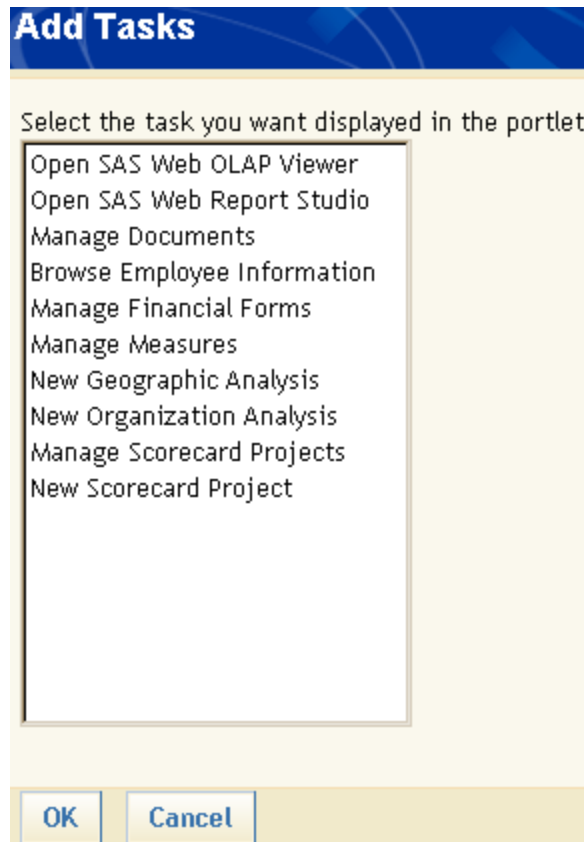 Add Tasks
Select the task you want displayed in the portlet
Open SAS Web OLAP Viewer
Open SAS Web Report Studio
Manage Documents
Browse Employee Information
Manage Financial Forms
Manage Measures
New Geographic Analysis
New Organization Analysis
Manage Scorecard Projects
New Scorecard Project
OK Cancel